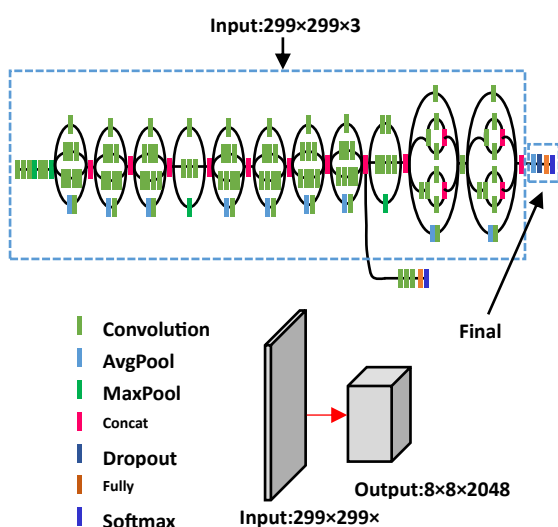 Input:299×299×3
Final
Convolution
AvgPool
MaxPool
Concat
Dropout
Fully
Softmax
Output:8×8×2048
Input:299×299×